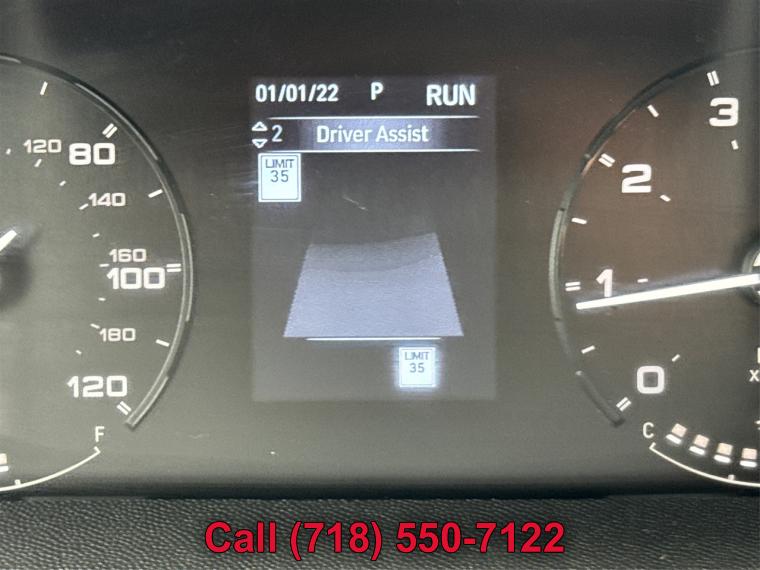 01/01/22 P RUN
2 Driver Assist
LIMIT
35
LIMIT
35
120 80
140
160
100
180
120
F
3
2
1
0
C
Call (718) 550-7122